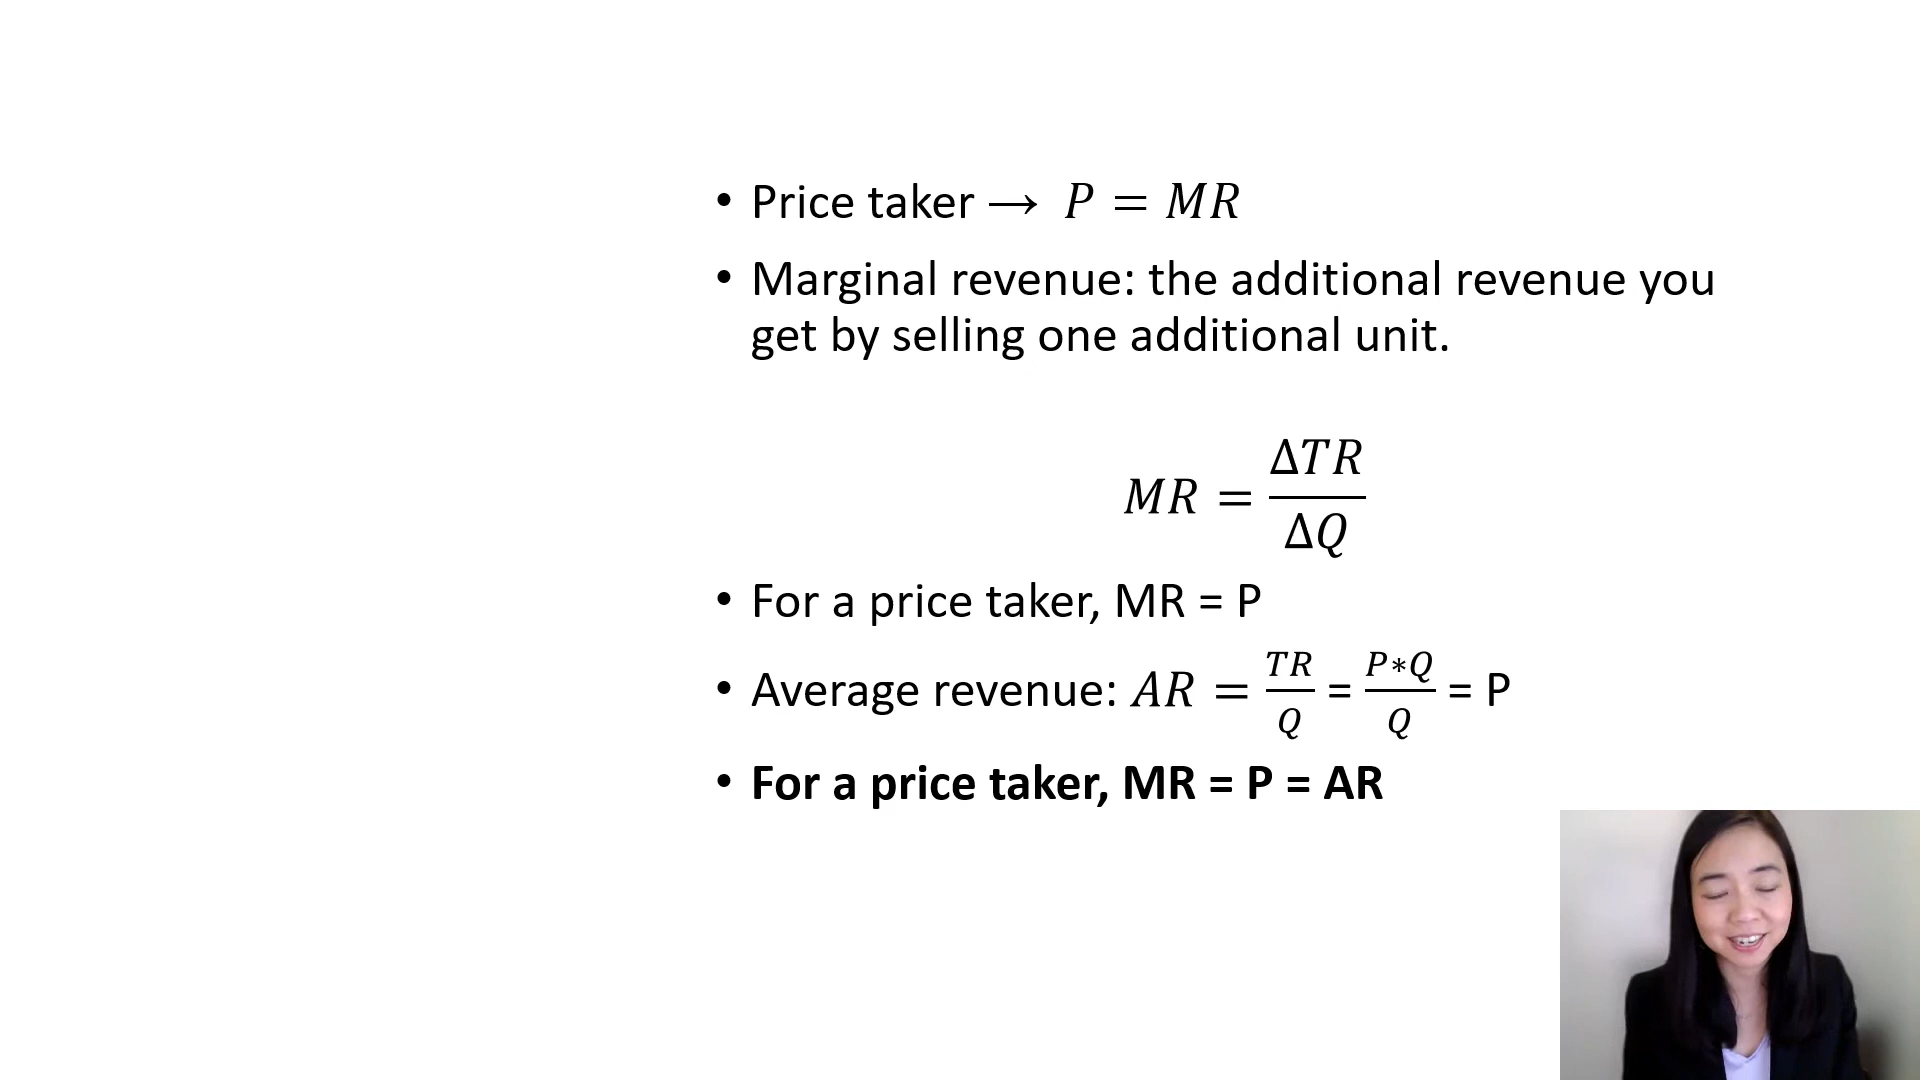 • Price taker → P = MR
• Marginal revenue: the additional revenue you
get by selling one additional unit.
MR = ΔTR/ΔQ
• For a price taker, MR = P
• Average revenue: AR = TR/Q = P∗Q/Q = P
• For a price taker, MR = P = AR